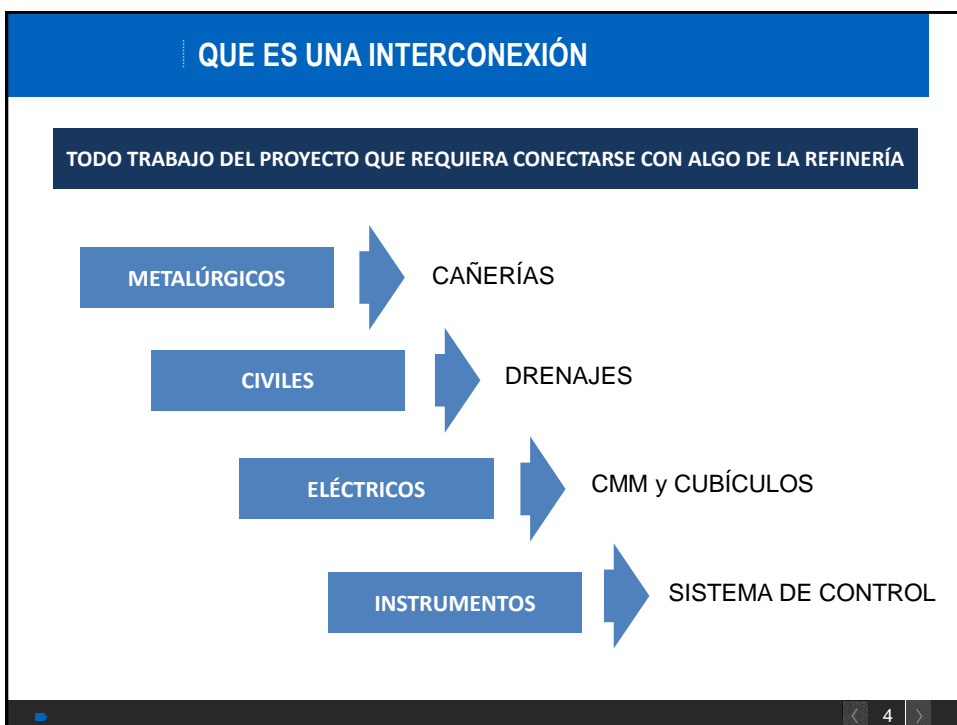 QUE ES UNA INTERCONEXIÓN
TODO TRABAJO DEL PROYECTO QUE REQUIERA CONECTARSE CON ALGO DE LA REFINERÍA
METALÚRGICOS
CAÑERÍAS
CIVILES
DRENAJES
ELÉCTRICOS
CMM y CUBÍCULOS
INSTRUMENTOS
SISTEMA DE CONTROL
4